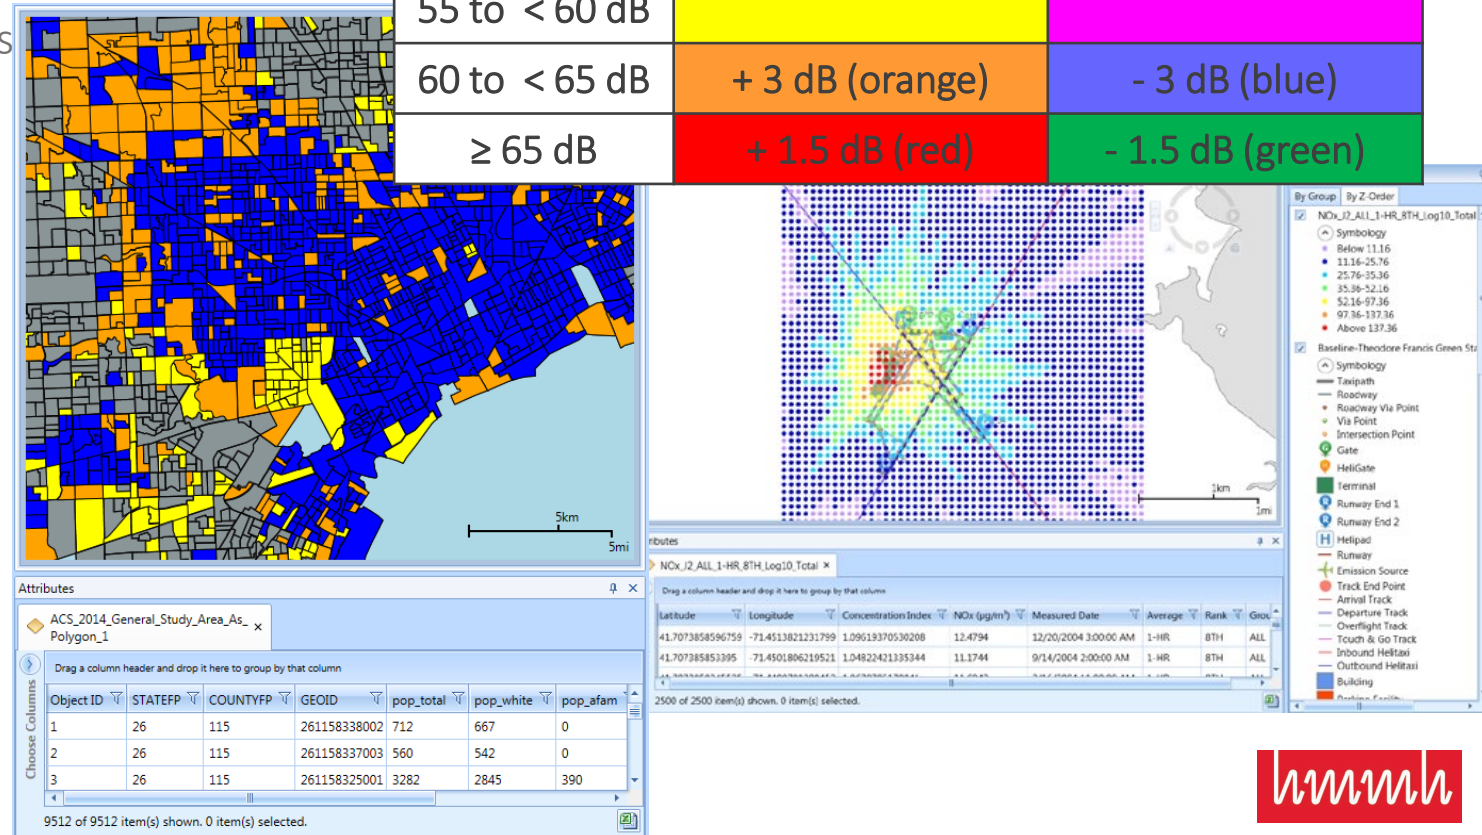 s
55 to < 60 dB
60 to < 65 dB + 3 dB (orange) - 3 dB (blue)
≥ 65 dB + 1.5 dB (red) - 1.5 dB (green)
5km
5mi
Attributes
ACS_2014_General_Study_Area_As_
Polygon_1
Drag a column header and drop it here to group by that column
Choose Columns
Object ID STATEFP COUNTYFP GEOID pop_total pop_white pop_afam
1 26 115 261158338002 712 667 0
2 26 115 261158337003 560 542 0
3 26 115 261158325001 3282 2845 390
9512 of 9512 item(s) shown. 0 item(s) selected.
1km
1mi
ributes
NOx_J2_ALL_1-HR_8TH_Log10_Total
Drag a column header and drop it here to group by that column
Latitude Longitude Concentration Index NOx (μg/m³) Measured Date Average Rank Grou
41.7073858596759 -71.4513821231799 1.09619370530208 12.4794 12/20/2004 3:00:00 AM 1-HR 8TH ALL
41.707385853395 -71.4501806219521 1.04822421335344 11.1744 9/14/2004 2:00:00 AM 1-HR 8TH ALL
2500 of 2500 item(s) shown. 0 item(s) selected.
By Group By Z-Order
NOx_J2_ALL_1-HR_8TH_Log10_Total
Symbology
Below 11.16
11.16-25.76
25.76-35.36
35.36-52.16
52.16-97.36
97.36-137.36
Above 137.36
Baseline-Theodore Francis Green Sta
Symbology
Taxipath
Roadway
Roadway Via Point
Via Point
Intersection Point
Gate
HeliGate
Terminal
Runway End 1
Runway End 2
Helipad
Runway
Emission Source
Track End Point
Arrival Track
Departure Track
Overflight Track
Touch & Go Track
Inbound Helitaxi
Outbound Helitaxi
Building
hmmh